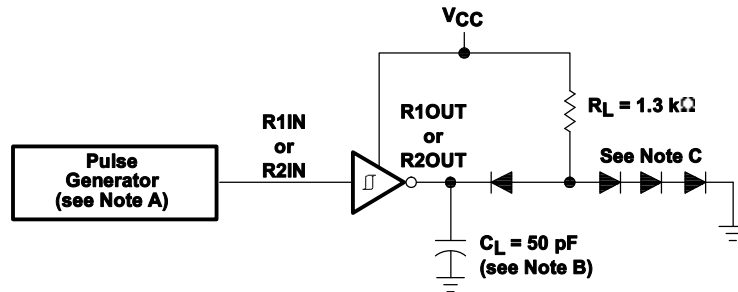 VCC
RL = 1.3 kΩ
R1IN
or
R2IN
R1OUT
or
R2OUT
Pulse
Generator
(see Note A)
See Note C
CL = 50 pF
(see Note B)